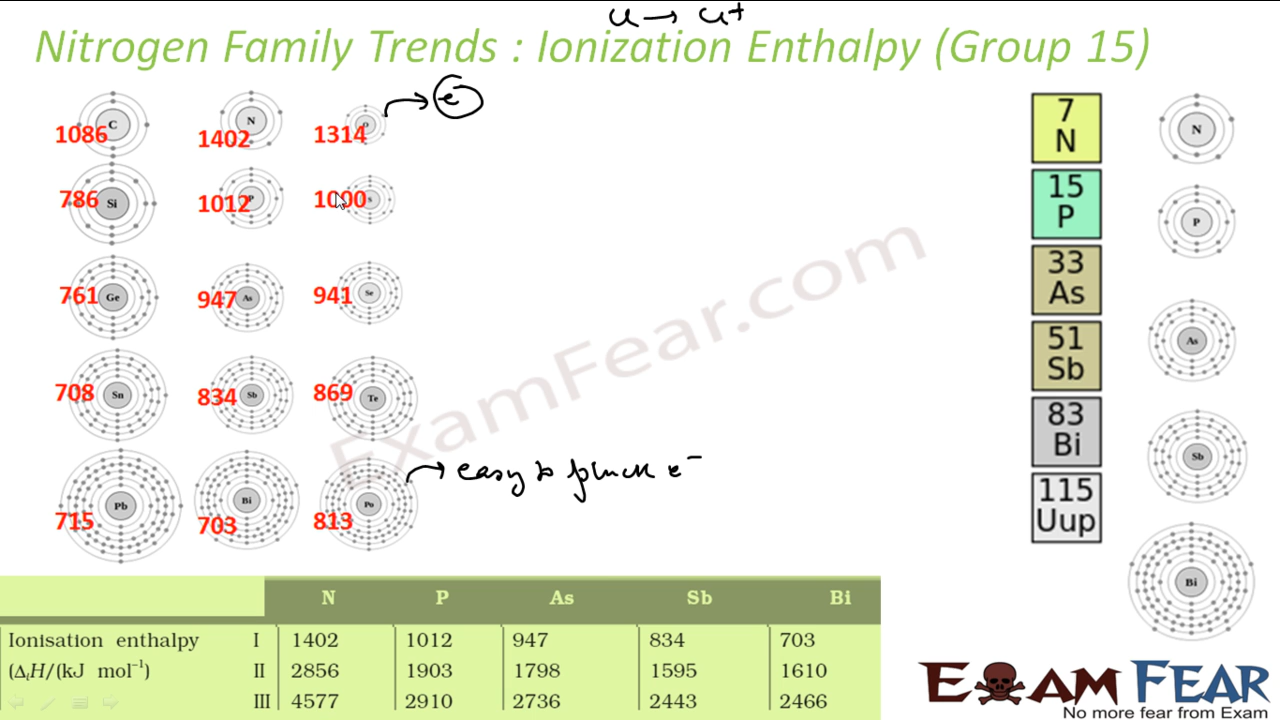 u → u+
Nitrogen Family Trends : Ionization Enthalpy (Group 15)
e-
C 1086 N 1402 O 1314
Si 786 P 1012 S 1000
Ge 761 As 947 Se 941
Sn 708 Sb 834 Te 869
Pb 715 Bi 703 Po 813
easy to pluck e-
7
N
15
P
33
As
51
Sb
83
Bi
115
Uup
N
P
As
Sb
Bi
ExamFear.com
N P As Sb Bi
Ionisation enthalpy I 1402 1012 947 834 703
(ΔiH/(kJ mol⁻¹) II 2856 1903 1798 1595 1610
III 4577 2910 2736 2443 2466
EXAM FEAR
No more fear from Exam